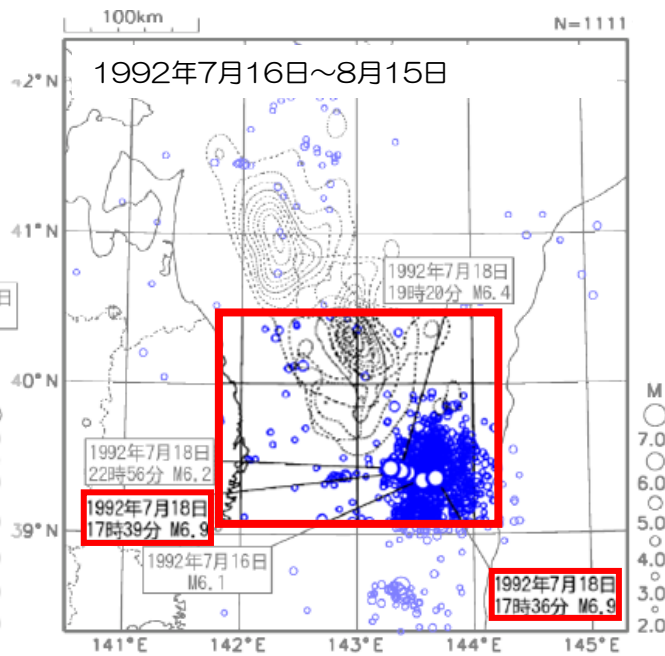 100km
N=1111
1992年7月16日～8月15日
42°N
41°N
40°N
39°N
日
1992年7月18日
19時20分 M6.4
1992年7月18日
22時56分 M6.2
1992年7月18日
17時39分 M6.9
1992年7月16日
M6.1
1992年7月18日
17時36分 M6.9
M
7.0
6.0
5.0
4.0
3.0
2.0
141°E
142°E
143°E
144°E
145°E